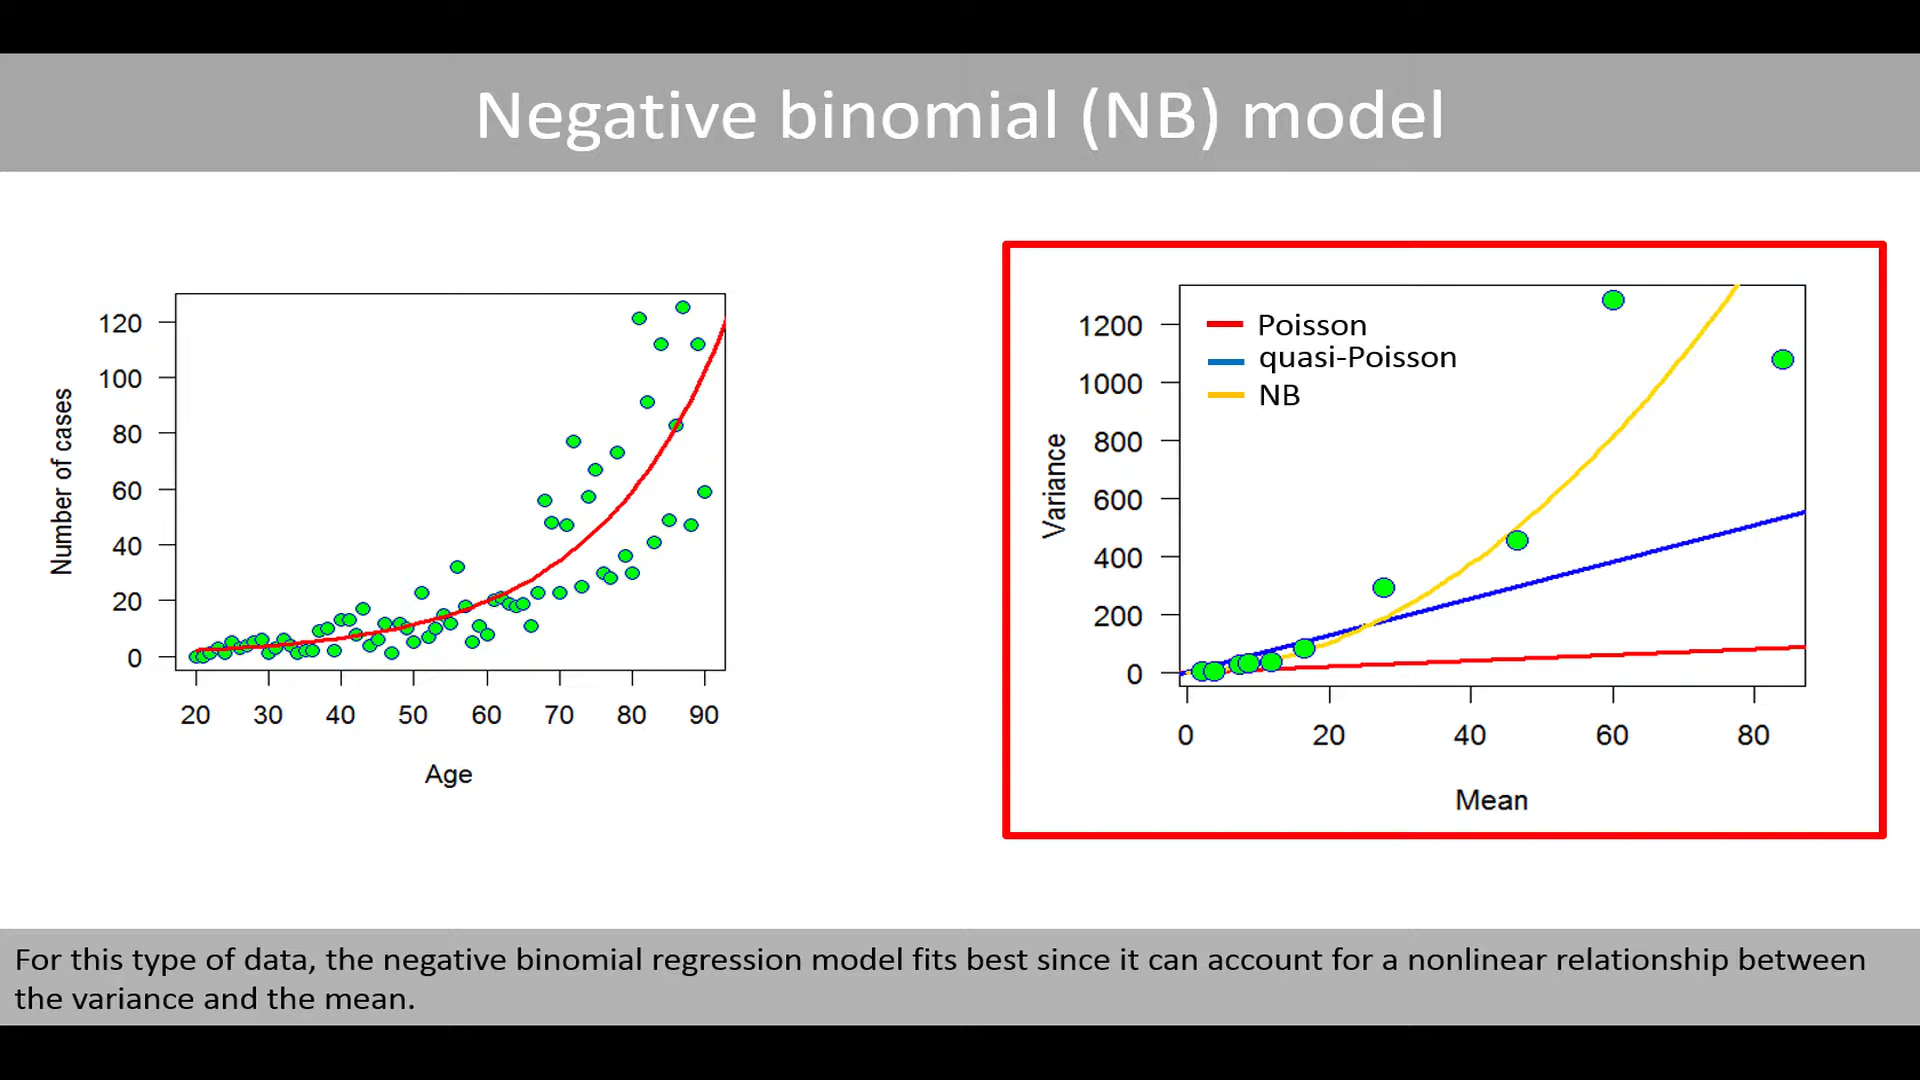 Negative binomial (NB) model
120
100
80
60
40
20
0
Number of cases
20 30 40 50 60 70 80 90
Age
Poisson
quasi-Poisson
NB
1200
1000
800
600
400
200
0
Variance
0 20 40 60 80
Mean
For this type of data, the negative binomial regression model fits best since it can account for a nonlinear relationship between
the variance and the mean.